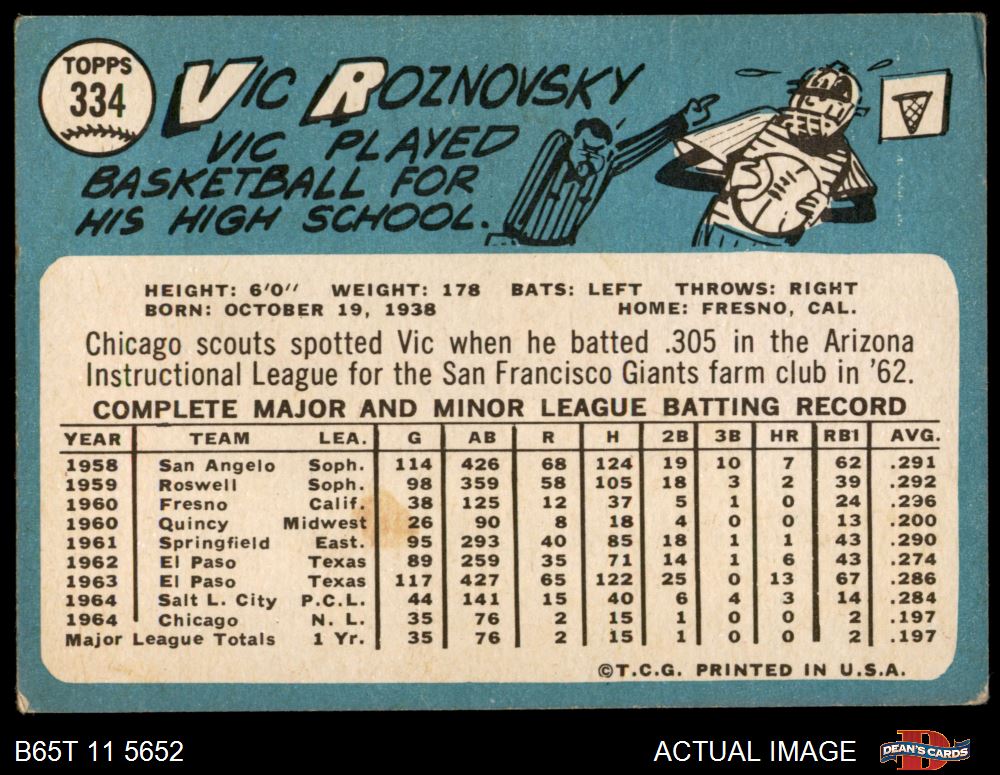 TOPPS
334
VIC ROZNOVSKY
VIC PLAYED
BASKETBALL FOR
HIS HIGH SCHOOL.
HEIGHT: 6'0" WEIGHT: 178 BATS: LEFT THROWS: RIGHT
BORN: OCTOBER 19, 1938 HOME: FRESNO, CAL.
Chicago scouts spotted Vic when he batted .305 in the Arizona
Instructional League for the San Francisco Giants farm club in '62.
COMPLETE MAJOR AND MINOR LEAGUE BATTING RECORD
YEAR TEAM LEA. G AB R H 2B 3B HR RBI AVG.
1958 San Angelo Soph. 114 426 68 124 19 10 7 62 .291
1959 Roswell Soph. 98 359 58 105 18 3 2 39 .292
1960 Fresno Calif. 38 125 12 37 5 1 0 24 .296
1960 Quincy Midwest 26 90 8 18 4 0 0 13 .200
1961 Springfield East. 95 293 40 85 18 1 1 43 .290
1962 El Paso Texas 89 259 35 71 14 1 6 43 .274
1963 El Paso Texas 117 427 65 122 25 0 13 67 .286
1964 Salt L. City P.C.L. 44 141 15 40 6 4 3 14 .284
1964 Chicago N. L. 35 76 2 15 1 0 0 2 .197
Major League Totals 1 Yr. 35 76 2 15 1 0 0 2 .197
©T.C.G. PRINTED IN U.S.A.
B65T 11 5652 ACTUAL IMAGE DEAN'S CARDS